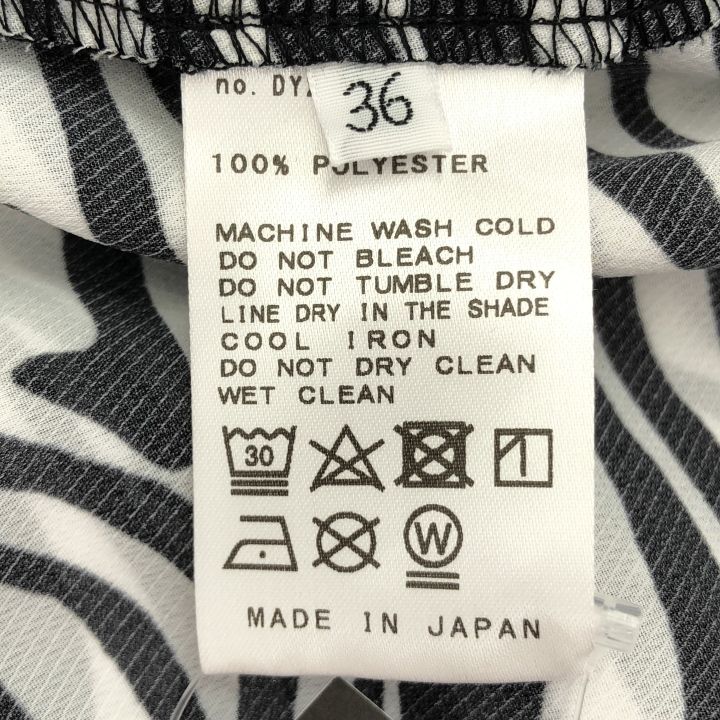 no. DY
36
100% POLYESTER
MACHINE WASH COLD
DO NOT BLEACH
DO NOT TUMBLE DRY
LINE DRY IN THE SHADE
COOL IRON
DO NOT DRY CLEAN
WET CLEAN
30
W
MADE IN JAPAN